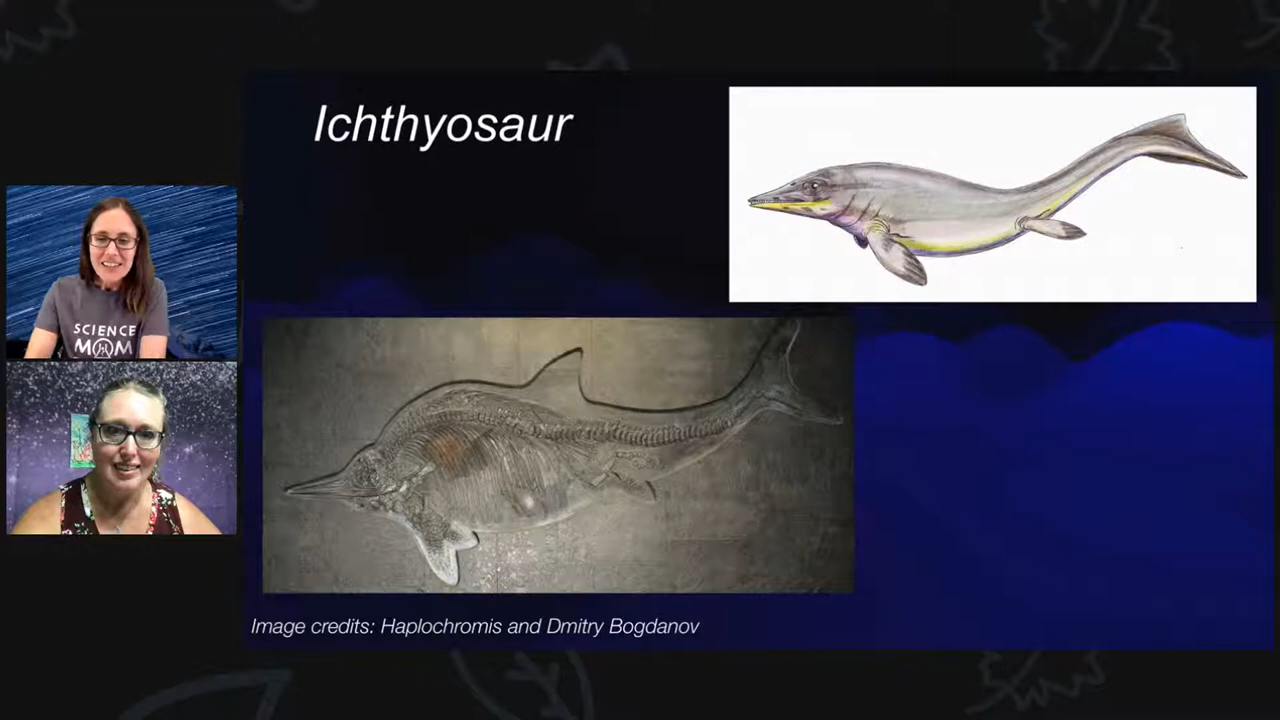 Ichthyosaur
SCIENCE
MOM
Image credits: Haplochromis and Dmitry Bogdanov